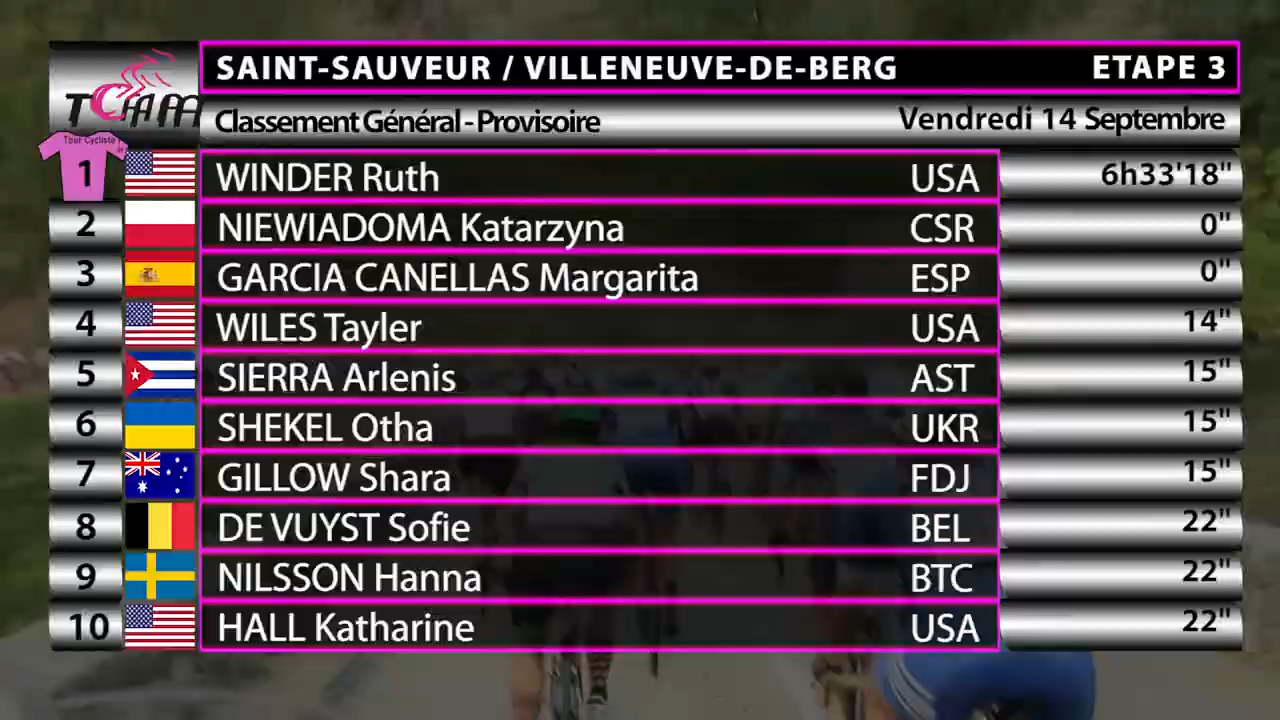 SAINT-SAUVEUR / VILLENEUVE-DE-BERG ETAPE 3
TCFIA
Classement Général - Provisoire Vendredi 14 Septembre
Tour Cycliste
1 WINDER Ruth USA 6h33'18"
2 NIEWIADOMA Katarzyna CSR 0"
3 GARCIA CANELLAS Margarita ESP 0"
4 WILES Tayler USA 14"
5 SIERRA Arlenis AST 15"
6 SHEKEL Otha UKR 15"
7 GILLOW Shara FDJ 15"
8 DE VUYST Sofie BEL 22"
9 NILSSON Hanna BTC 22"
10 HALL Katharine USA 22"